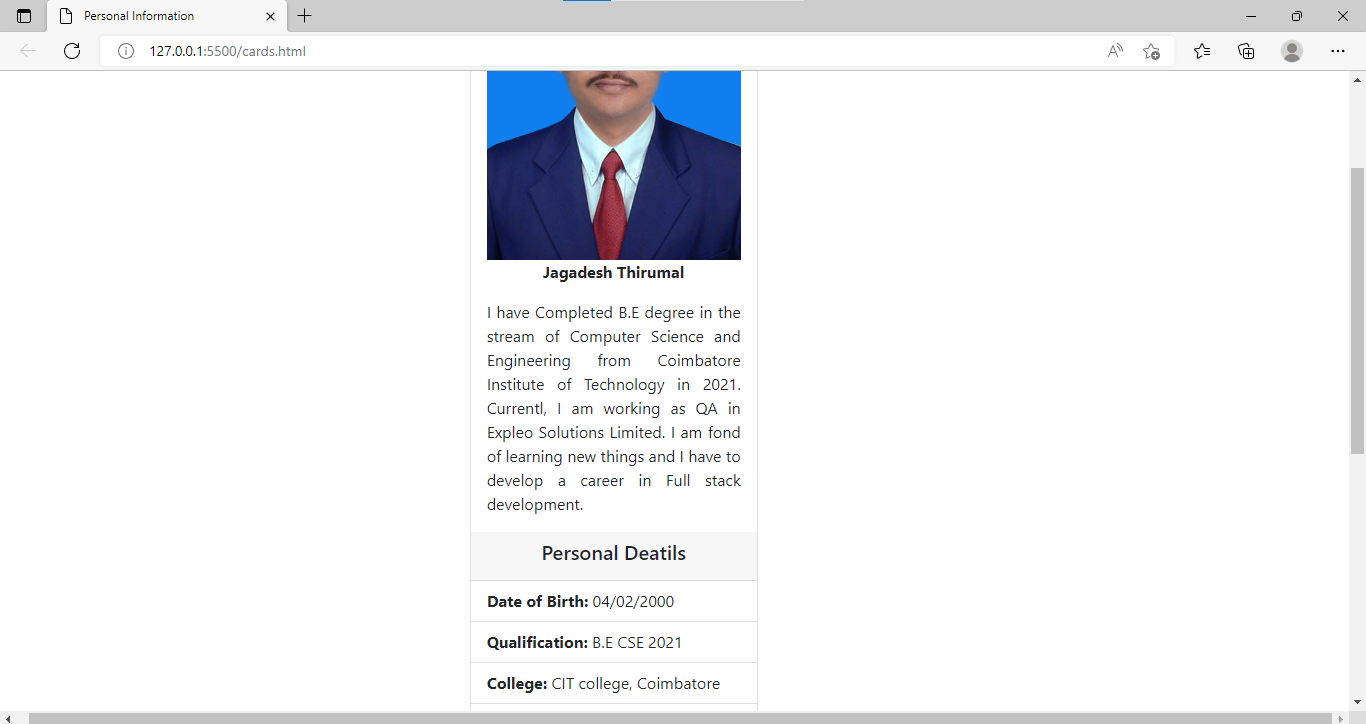 Personal Information
127.0.0.1:5500/cards.html
Jagadesh Thirumal
I have Completed B.E degree in the
stream of Computer Science and
Engineering from Coimbatore
Institute of Technology in 2021.
Currentl, I am working as QA in
Expleo Solutions Limited. I am fond
of learning new things and I have to
develop a career in Full stack
development.
Personal Deatils
Date of Birth: 04/02/2000
Qualification: B.E CSE 2021
College: CIT college, Coimbatore